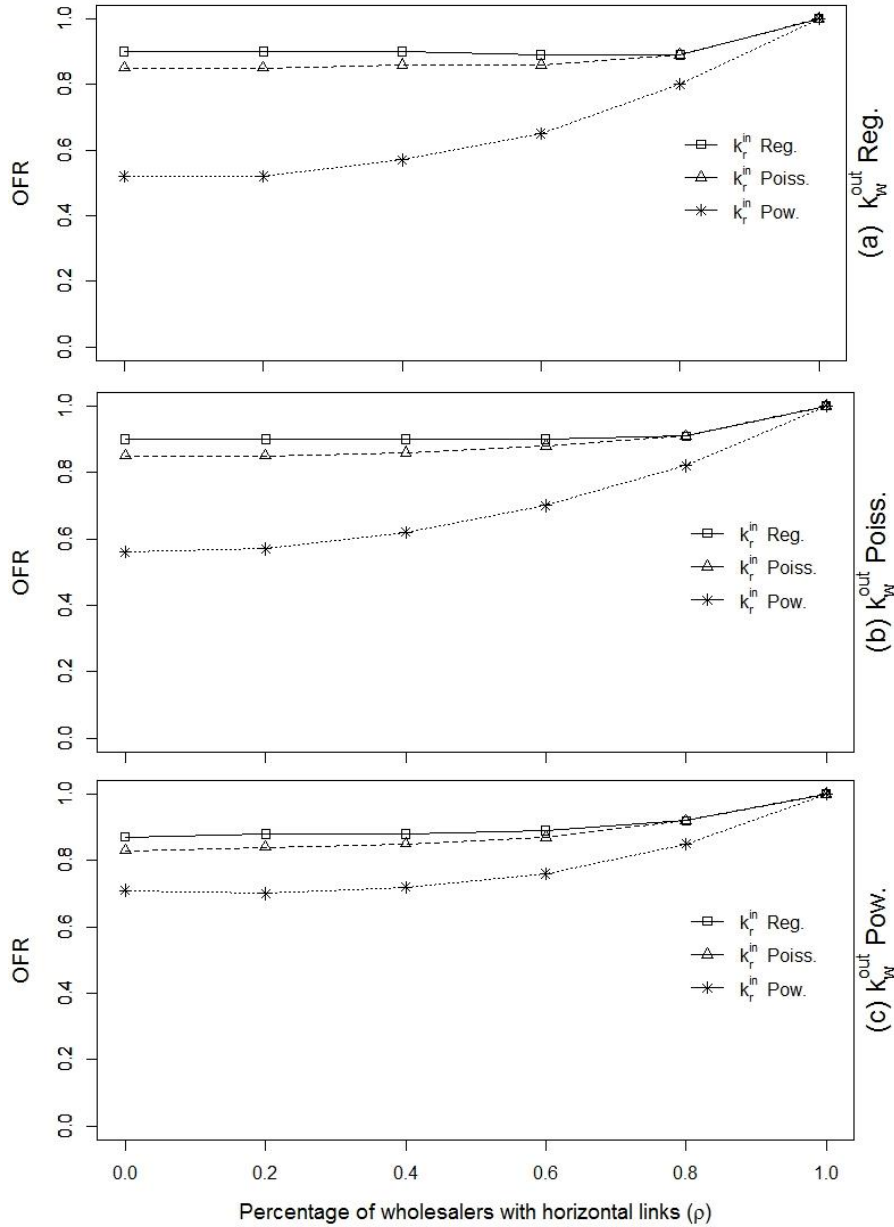 1.0
0.8
0.6
0.4
0.2
0.0
OFR
k_r^in Reg.
k_r^in Poiss.
k_r^in Pow.
(a) k_w^out Reg.
1.0
0.8
0.6
0.4
0.2
0.0
OFR
k_r^in Reg.
k_r^in Poiss.
k_r^in Pow.
(b) k_w^out Poiss.
1.0
0.8
0.6
0.4
0.2
0.0
OFR
k_r^in Reg.
k_r^in Poiss.
k_r^in Pow.
(c) k_w^out Pow.
0.0 0.2 0.4 0.6 0.8 1.0
Percentage of wholesalers with horizontal links (ρ)